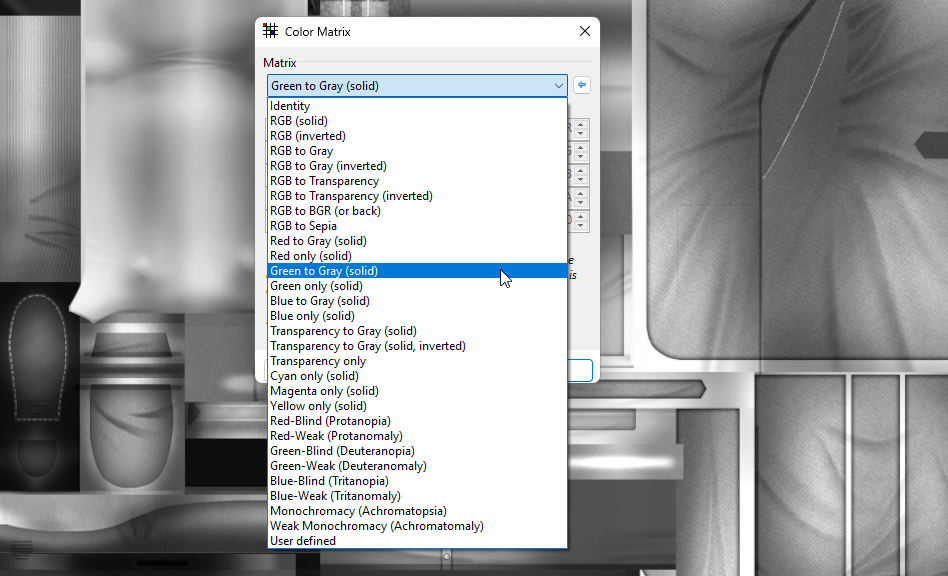 Color Matrix
Matrix
Green to Gray (solid)
Identity
RGB (solid)
RGB (inverted)
RGB to Gray
RGB to Gray (inverted)
RGB to Transparency
RGB to Transparency (inverted)
RGB to BGR (or back)
RGB to Sepia
Red to Gray (solid)
Red only (solid)
Green to Gray (solid)
Green only (solid)
Blue to Gray (solid)
Blue only (solid)
Transparency to Gray (solid)
Transparency to Gray (solid, inverted)
Transparency only
Cyan only (solid)
Magenta only (solid)
Yellow only (solid)
Red-Blind (Protanopia)
Red-Weak (Protanomaly)
Green-Blind (Deuteranopia)
Green-Weak (Deuteranomaly)
Blue-Blind (Tritanopia)
Blue-Weak (Tritanomaly)
Monochromacy (Achromatopsia)
Weak Monochromacy (Achromatomaly)
User defined